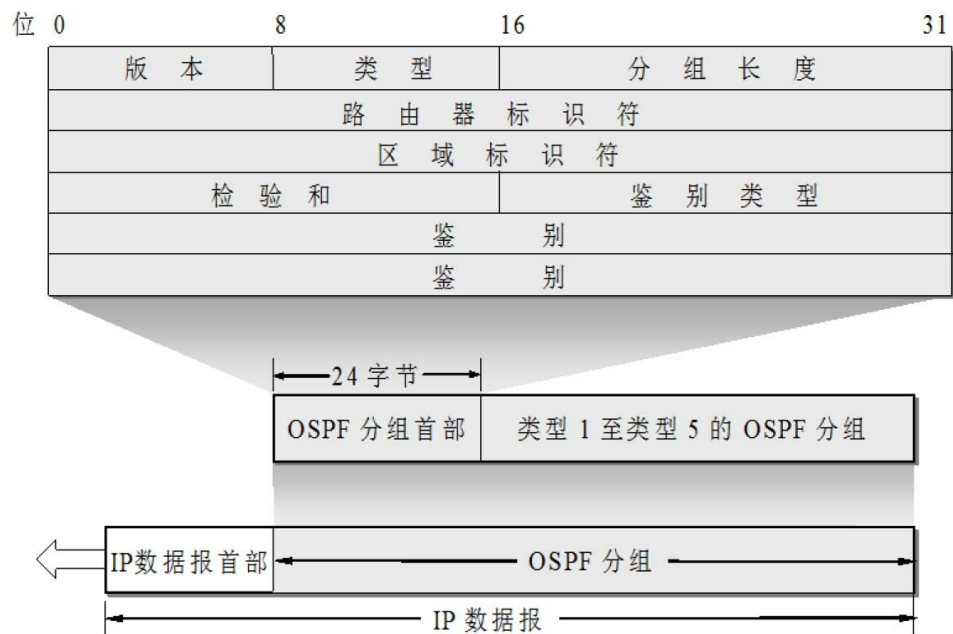 位 0 8 16 31
版 本 类 型 分 组 长 度
路 由 器 标 识 符
区 域 标 识 符
检 验 和 鉴 别 类 型
鉴 别
鉴 别
24 字节
OSPF 分组首部 类型 1 至类型 5 的 OSPF 分组
IP数据报首部 OSPF 分组
IP 数据报